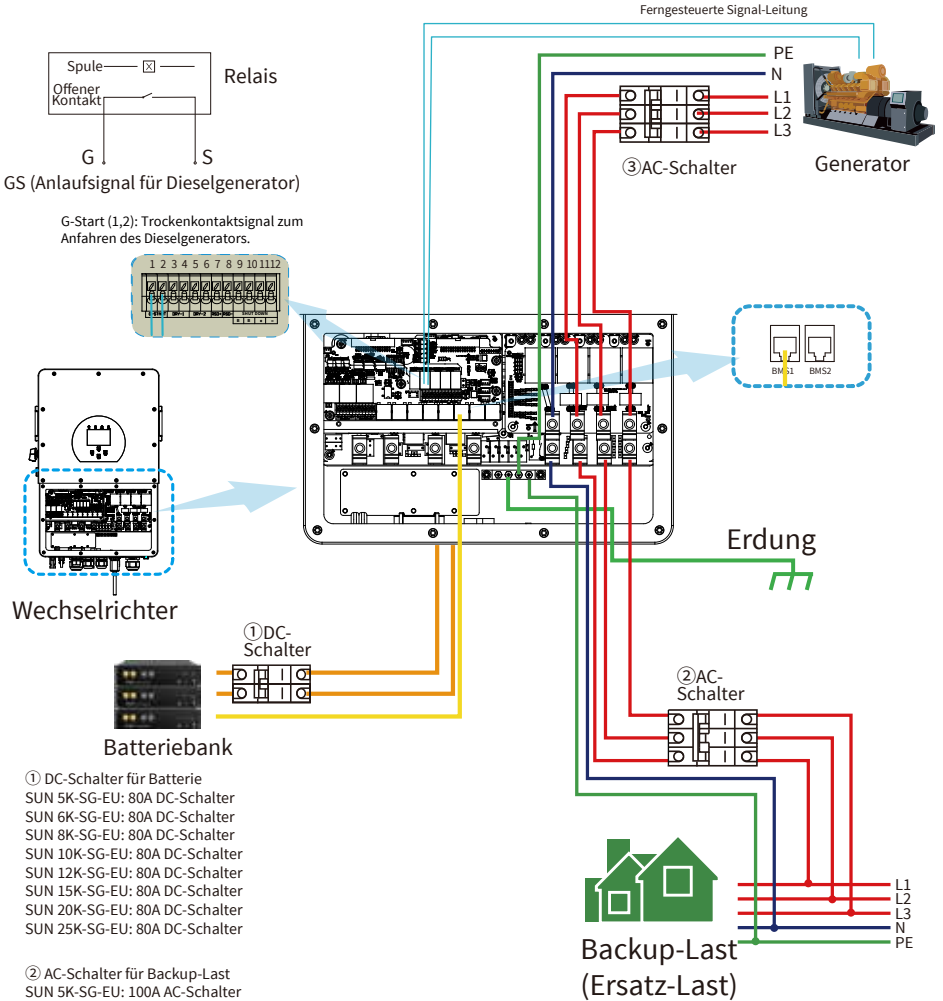 Ferngesteuerte Signal-Leitung
Spule
Offener
Kontakt
Relais
G
S
GS (Anlaufsignal für Dieselgenerator)
PE
N
L1
L2
L3
③AC-Schalter
Generator
G-Start (1,2): Trockenkontaktsignal zum
Anfahren des Dieselgenerators.
1 2 3 4 5 6 7 8 9 10 11 12
BMS1
BMS2
Wechselrichter
Erdung
①DC-
Schalter
②AC-
Schalter
Batteriebank
① DC-Schalter für Batterie
SUN 5K-SG-EU: 80A DC-Schalter
SUN 6K-SG-EU: 80A DC-Schalter
SUN 8K-SG-EU: 80A DC-Schalter
SUN 10K-SG-EU: 80A DC-Schalter
SUN 12K-SG-EU: 80A DC-Schalter
SUN 15K-SG-EU: 80A DC-Schalter
SUN 20K-SG-EU: 80A DC-Schalter
SUN 25K-SG-EU: 80A DC-Schalter
② AC-Schalter für Backup-Last
SUN 5K-SG-EU: 100A AC-Schalter
Backup-Last
(Ersatz-Last)
L1
L2
L3
N
PE